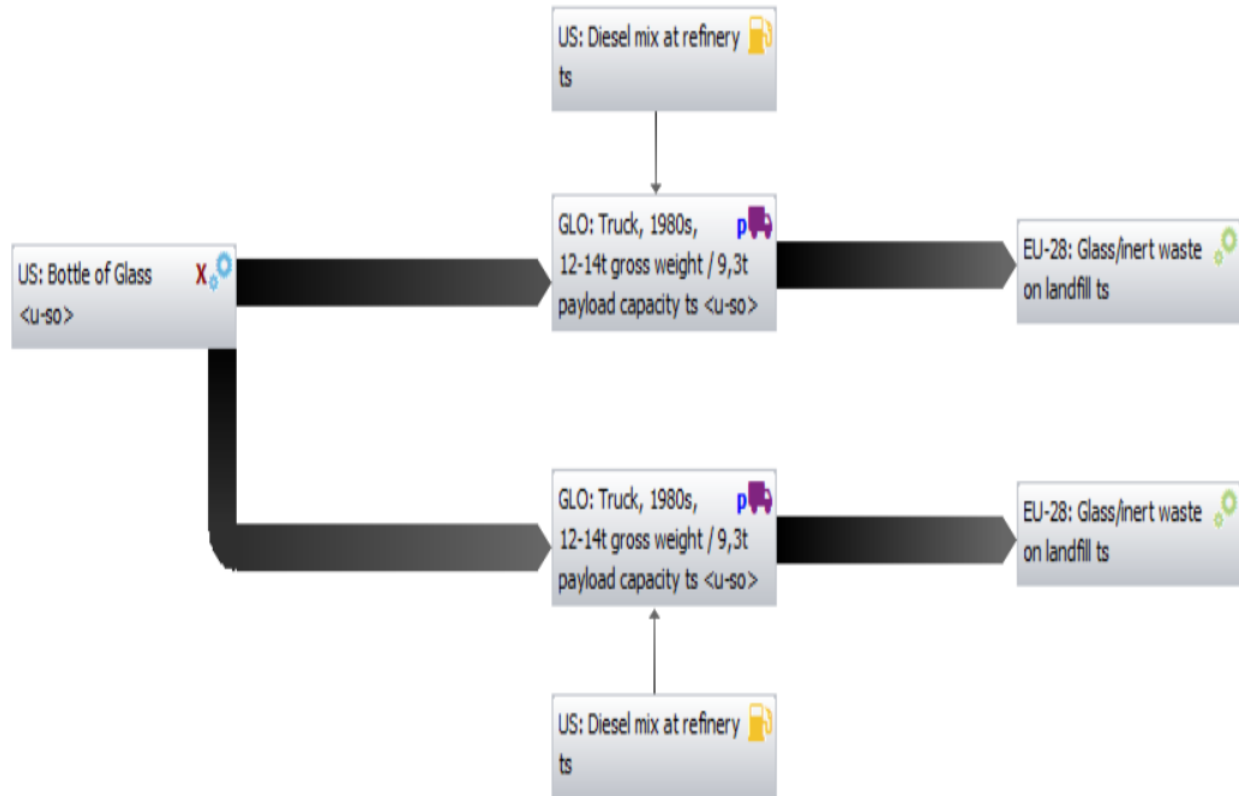 US: Diesel mix at refinery
ts
GLO: Truck, 1980s,
12-14t gross weight / 9,3t
payload capacity ts <u-so>
p
US: Bottle of Glass
<u-so>
X
EU-28: Glass/inert waste
on landfill ts
GLO: Truck, 1980s,
12-14t gross weight / 9,3t
payload capacity ts <u-so>
p
EU-28: Glass/inert waste
on landfill ts
US: Diesel mix at refinery
ts